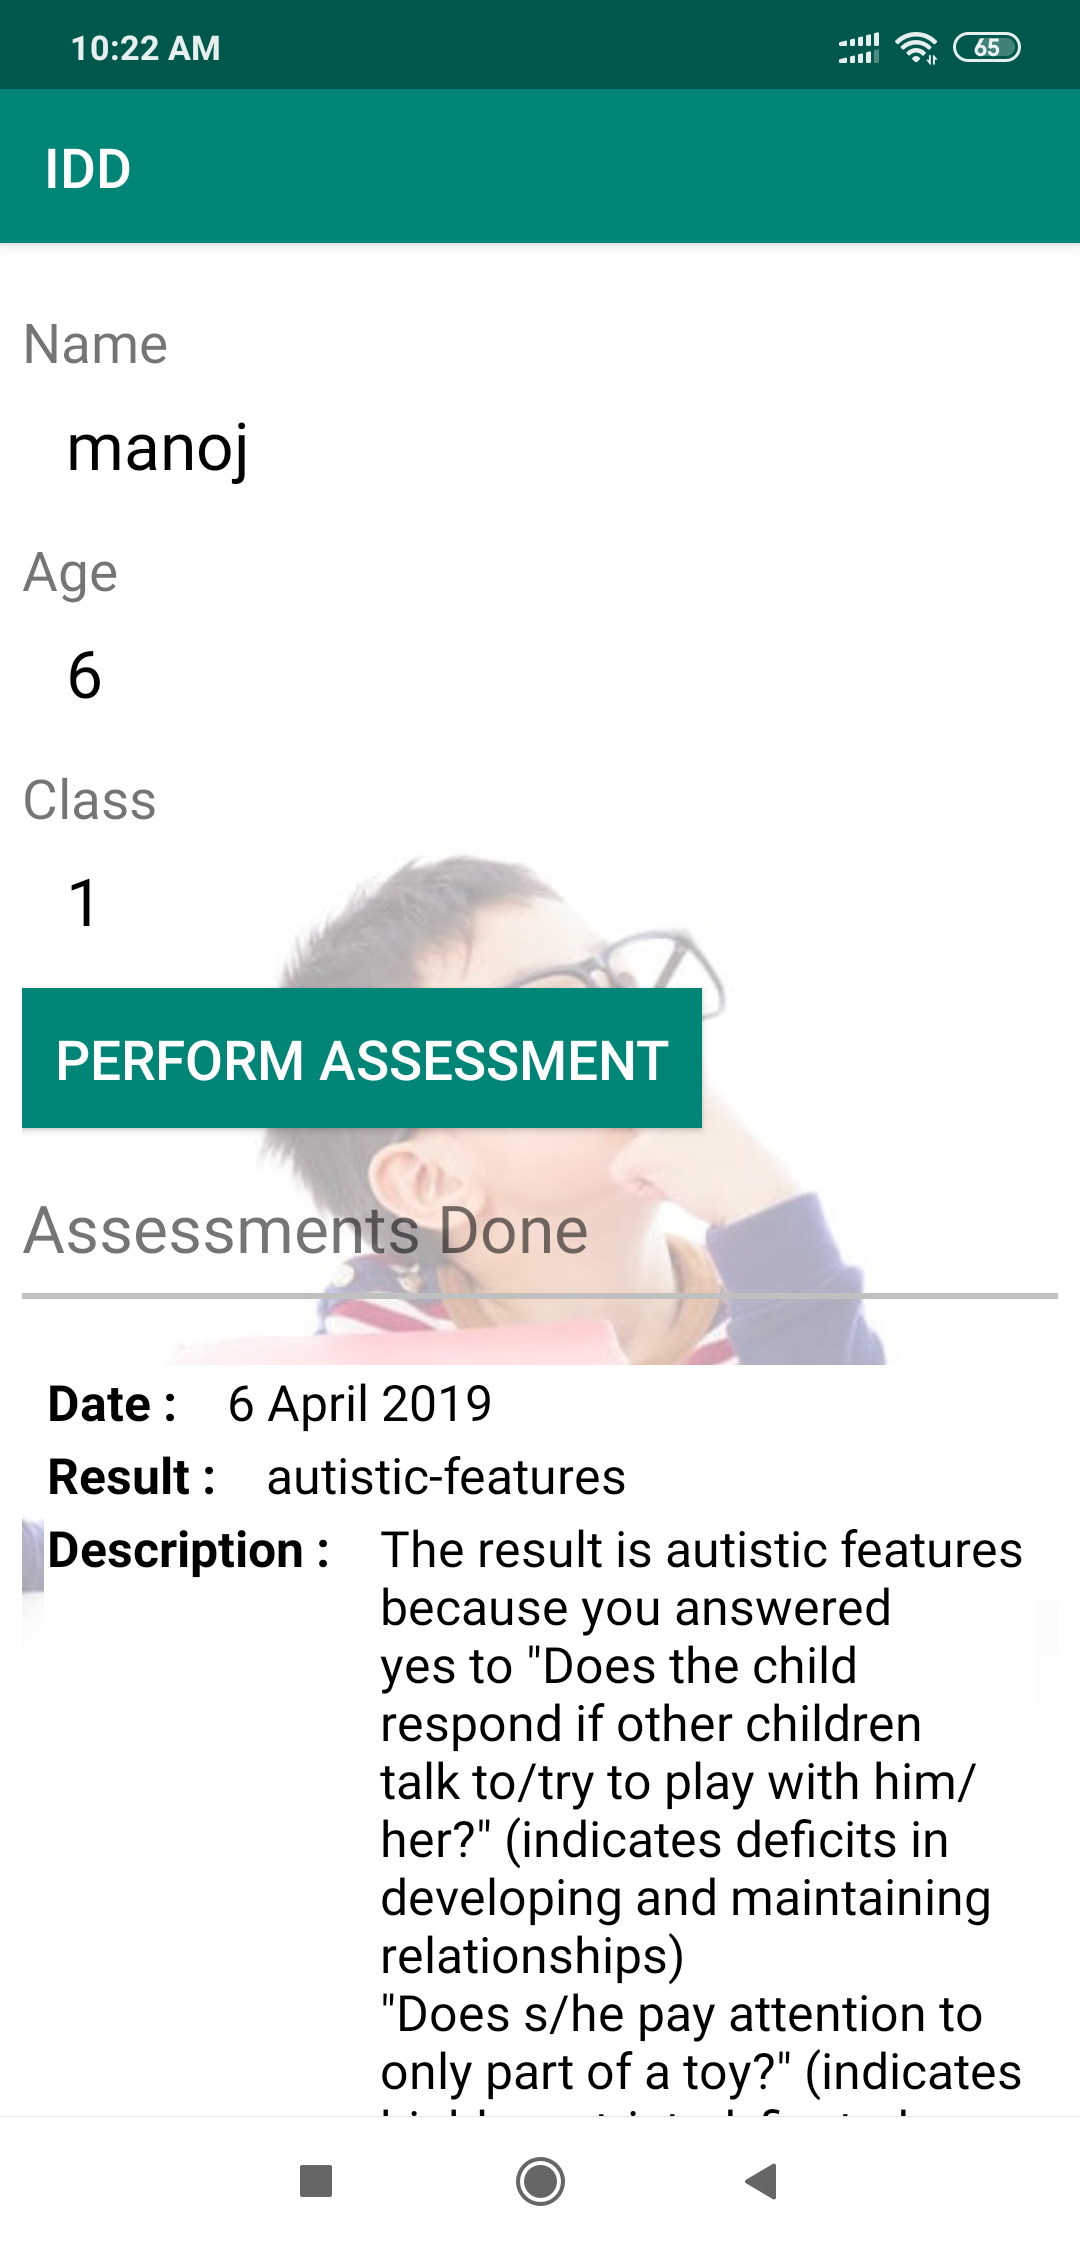 10:22 AM
65
IDD
Name
manoj
Age
6
Class
1
PERFORM ASSESSMENT
Assessments Done
Date : 6 April 2019
Result : autistic-features
Description : The result is autistic features
because you answered
yes to "Does the child
respond if other children
talk to/try to play with him/
her?" (indicates deficits in
developing and maintaining
relationships)
"Does s/he pay attention to
only part of a toy?" (indicates